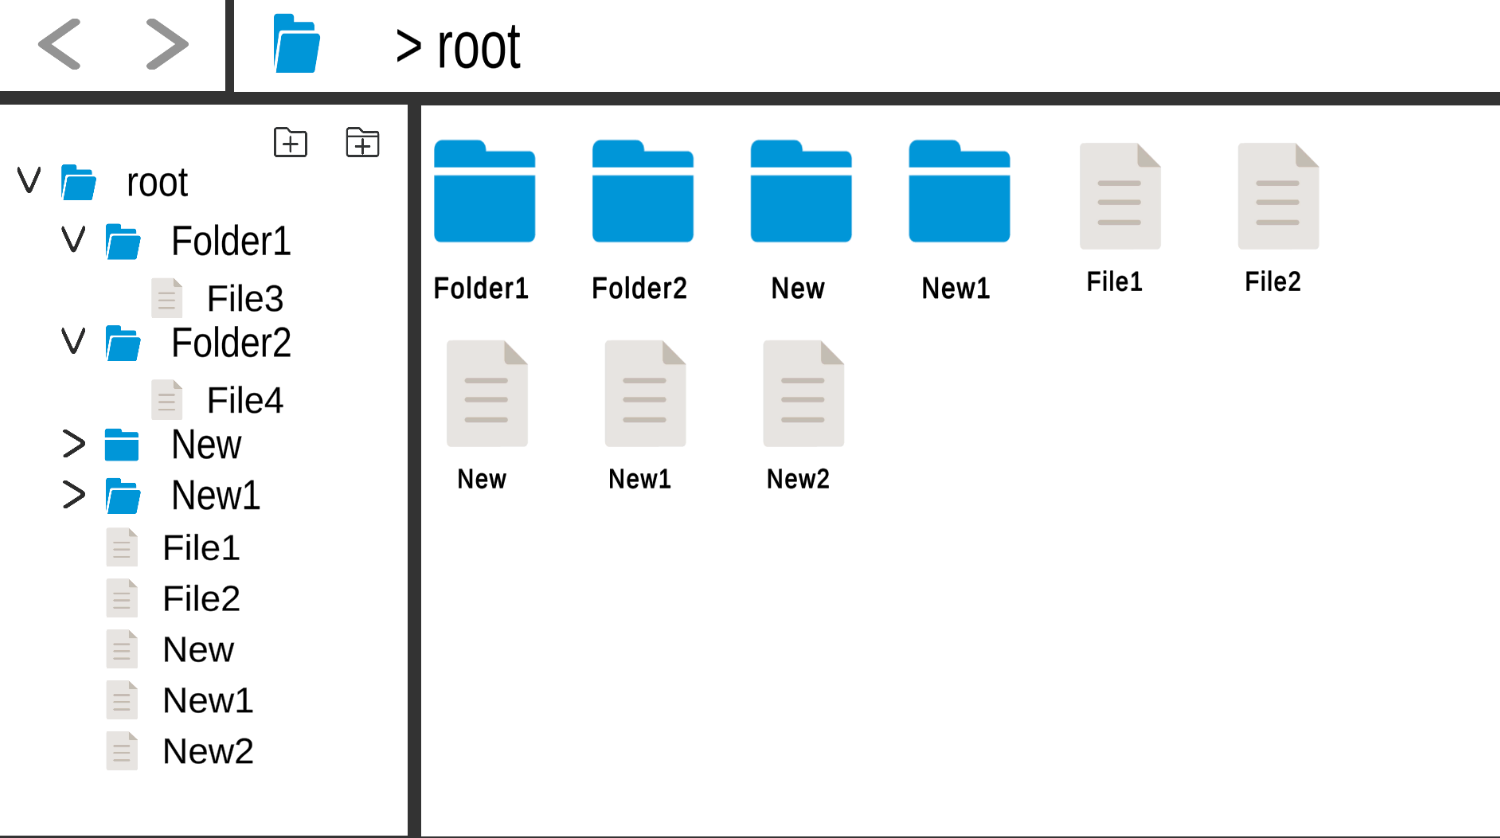 > root
root
Folder1
File3
Folder2
File4
New
New1
File1
File2
New
New1
New2
Folder1 Folder2 New New1 File1 File2
New New1 New2